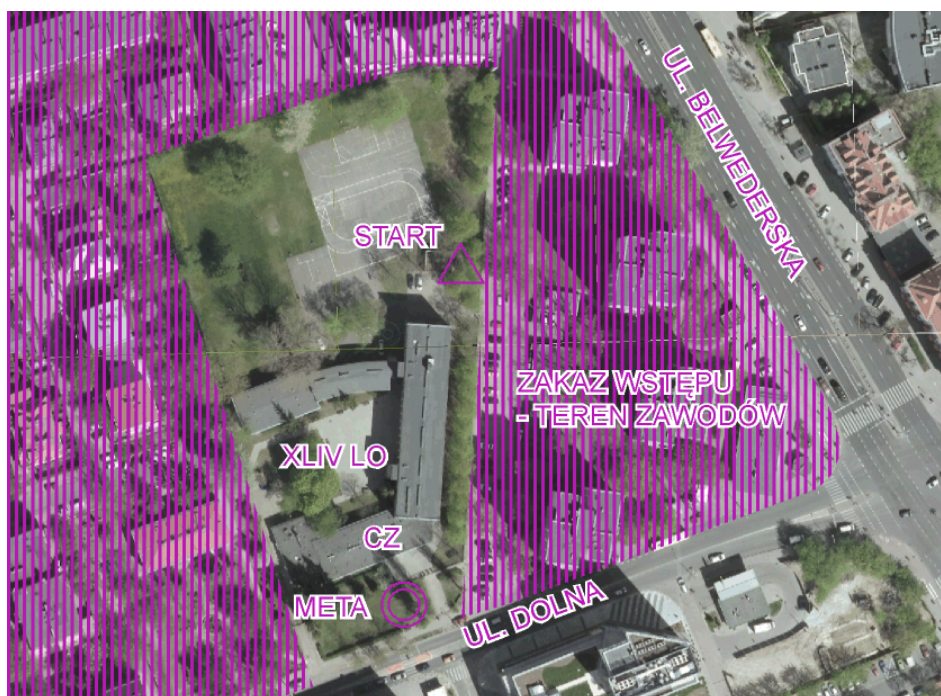 UL. BELWEDERSKA
START
ZAKAZ WSTĘPU
- TEREN ZAWODÓW
XLIV LO
CZ
META
UL. DOLNA